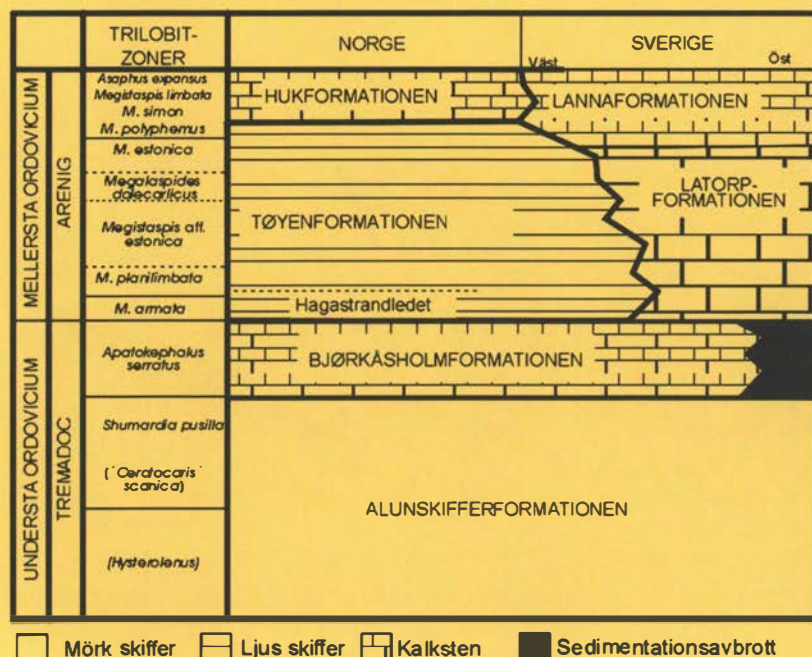 TRILOBIT-
ZONER
NORGE
SVERIGE
Väst
Öst
MELLERSTA ORDOVICIUM
ARENIG
Asaphus expansus
Megistaspis limbata
M. simon
M. polyphemus
M. estonica
Megalaspides
dalecarlicus
Megistaspis aff.
estonica
M. planilimbata
M. armata
HUKFORMATIONEN
LANNAFORMATIONEN
LATORP-
FORMATIONEN
TØYENFORMATIONEN
Hagastrandledet
UNDERSTA ORDOVICIUM
TREMADOC
Apatokephalus
serratus
Shumardia pusilla
(`Ceratocaris`
scanica)
(Hysterolenus)
BJØRKÅSHOLMFORMATIONEN
ALUNSKIFFERFORMATIONEN
Mörk skiffer
Ljus skiffer
Kalksten
Sedimentationsavbrott